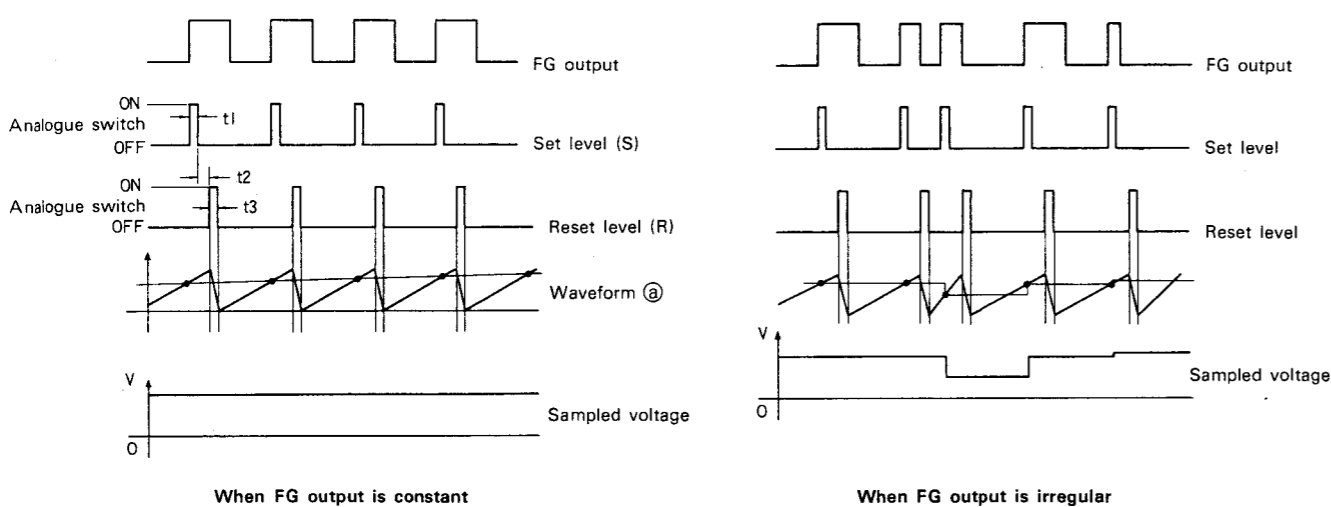 FG output
ON
Analogue switch
t1
OFF
Set level (S)
t2
ON
Analogue switch
t3
OFF
Reset level (R)
Waveform ⓐ
V
Sampled voltage
O
When FG output is constant
FG output
Set level
Reset level
V
Sampled voltage
O
When FG output is irregular